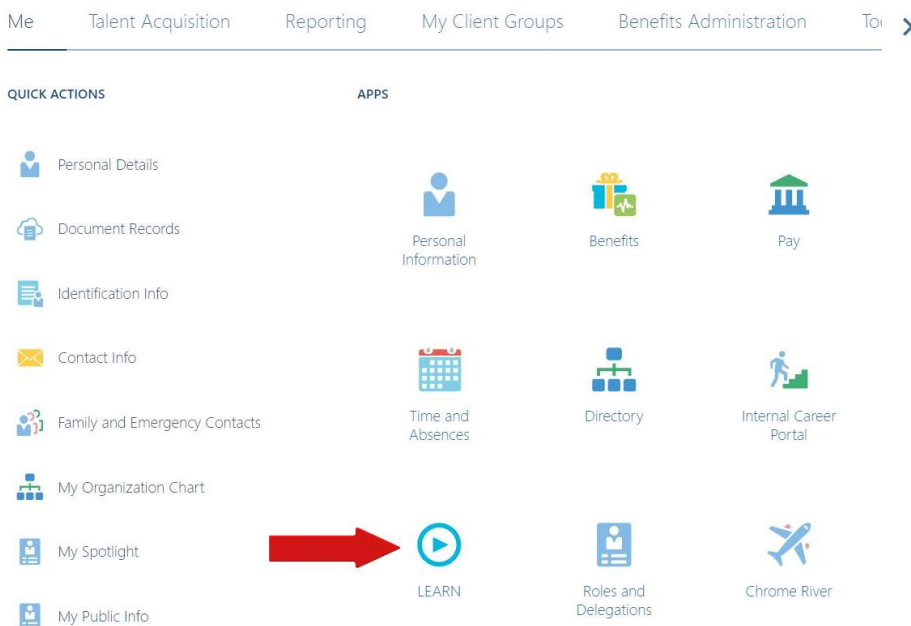 Me Talent Acquisition Reporting My Client Groups Benefits Administration
QUICK ACTIONS
Personal Details
Document Records
Identification Info
Contact Info
Family and Emergency Contacts
My Organization Chart
My Spotlight
My Public Info
APPS
Personal
Information
Benefits
Pay
Time and
Absences
Directory
Internal Career
Portal
LEARN
Roles and
Delegations
Chrome River